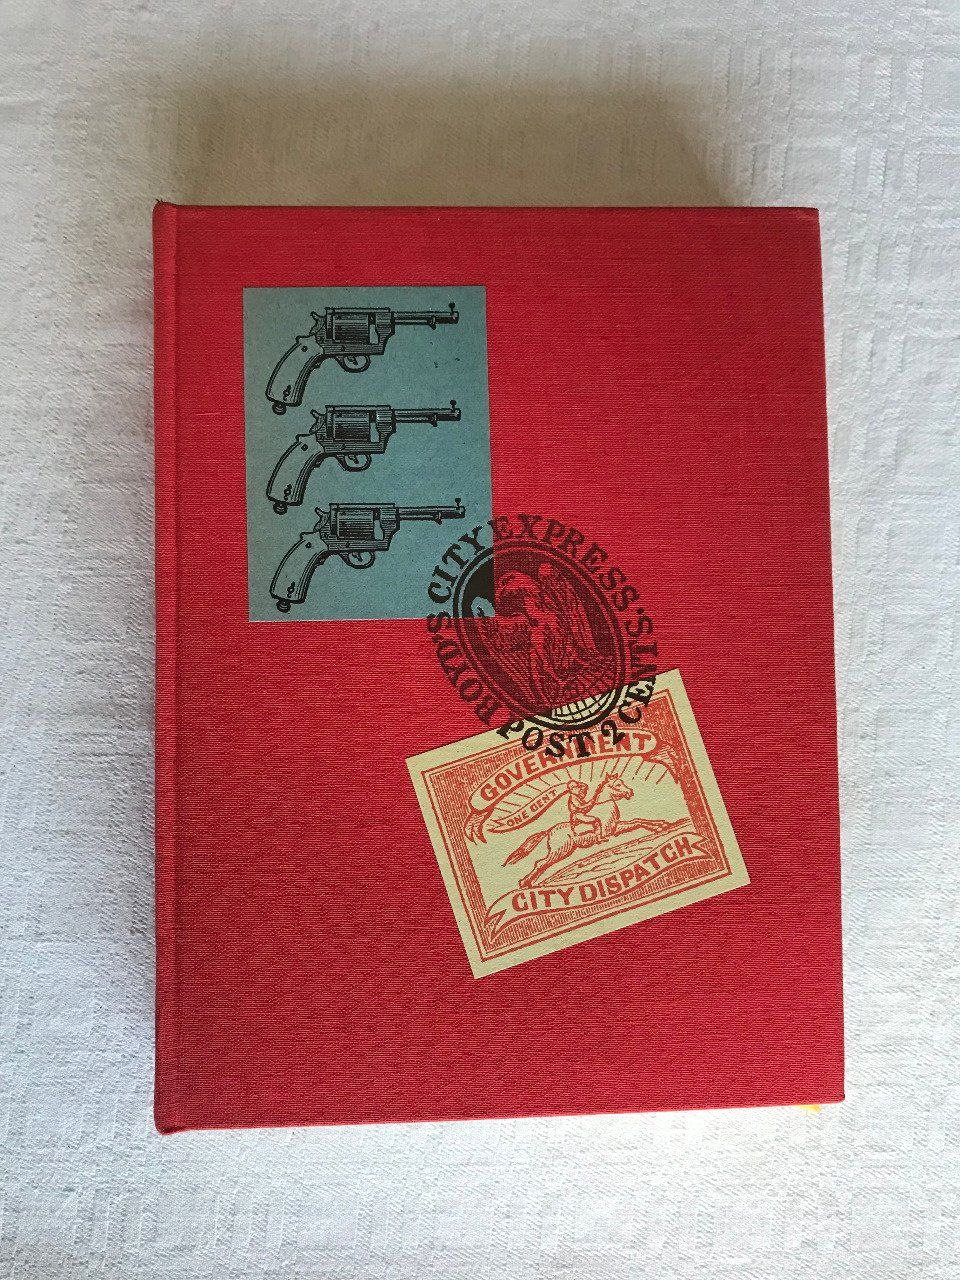 BOYD'S CITY EXPRESS.
POST 2 CENTS.
GOVERNMENT
ONE CENT
CITY DISPATCH